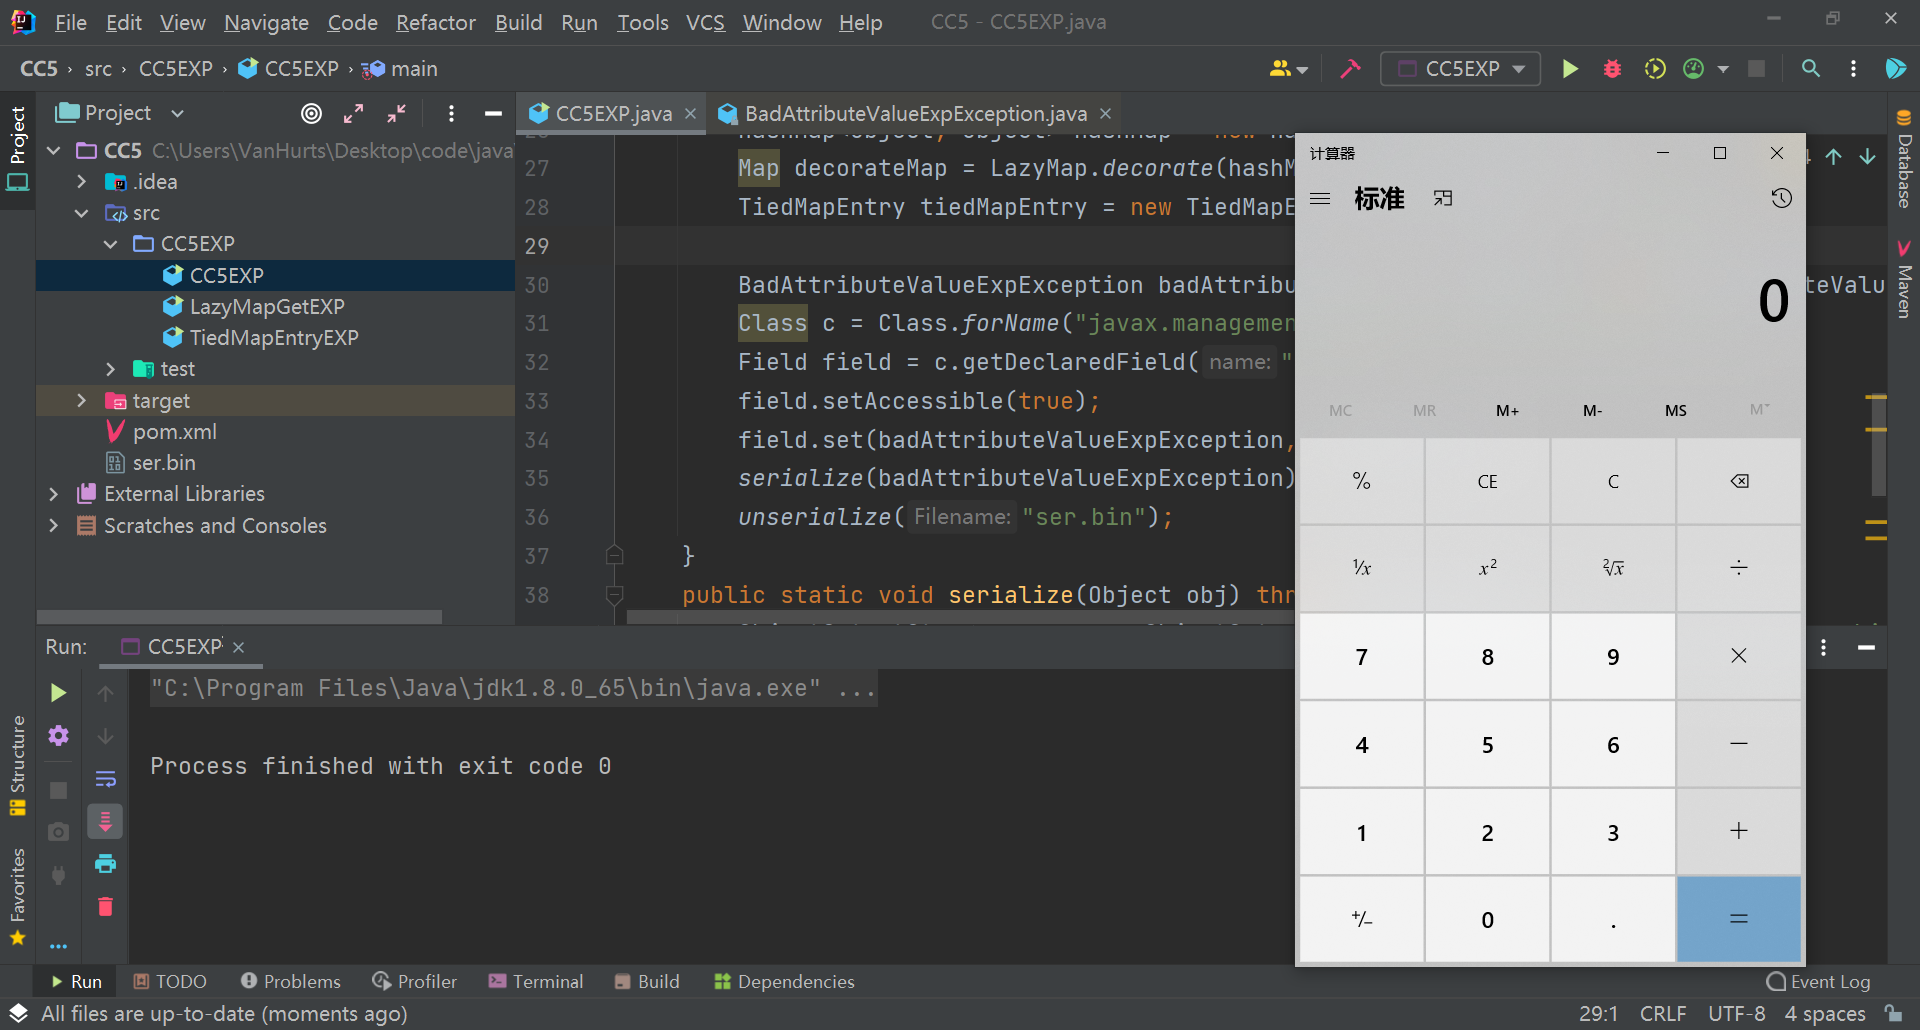 File Edit View Navigate Code Refactor Build Run Tools VCS Window Help CC5 - CC5EXP.java
CC5 › src › CC5EXP › CC5EXP › main
CC5EXP
Project
CC5EXP.java
BadAttributeValueExpException.java
Project
Structure
Favorites
CC5 C:\Users\VanHurts\Desktop\code\java
.idea
src
CC5EXP
CC5EXP
LazyMapGetEXP
TiedMapEntryEXP
test
target
pom.xml
ser.bin
External Libraries
Scratches and Consoles
27 Map decorateMap = LazyMap.decorate(hashM
28 TiedMapEntry tiedMapEntry = new TiedMapE
29
30 BadAttributeValueExpException badAttribu
teValu
31 Class c = Class.forName("javax.managemen
32 Field field = c.getDeclaredField( name: "
33 field.setAccessible(true);
34 field.set(badAttributeValueExpException,
35 serialize(badAttributeValueExpException)
36 unserialize( Filename: "ser.bin");
37 }
38 public static void serialize(Object obj) thr
计算器
标准
0
MC MR M+ M- MS M˅
% CE C
⅟x x² ²√x ÷
7 8 9 ×
4 5 6 −
1 2 3 +
+/− 0 . =
Database
Maven
Run: CC5EXP
"C:\Program Files\Java\jdk1.8.0_65\bin\java.exe" ...
Process finished with exit code 0
Run TODO Problems Profiler Terminal Build Dependencies Event Log
All files are up-to-date (moments ago) 29:1 CRLF UTF-8 4 spaces